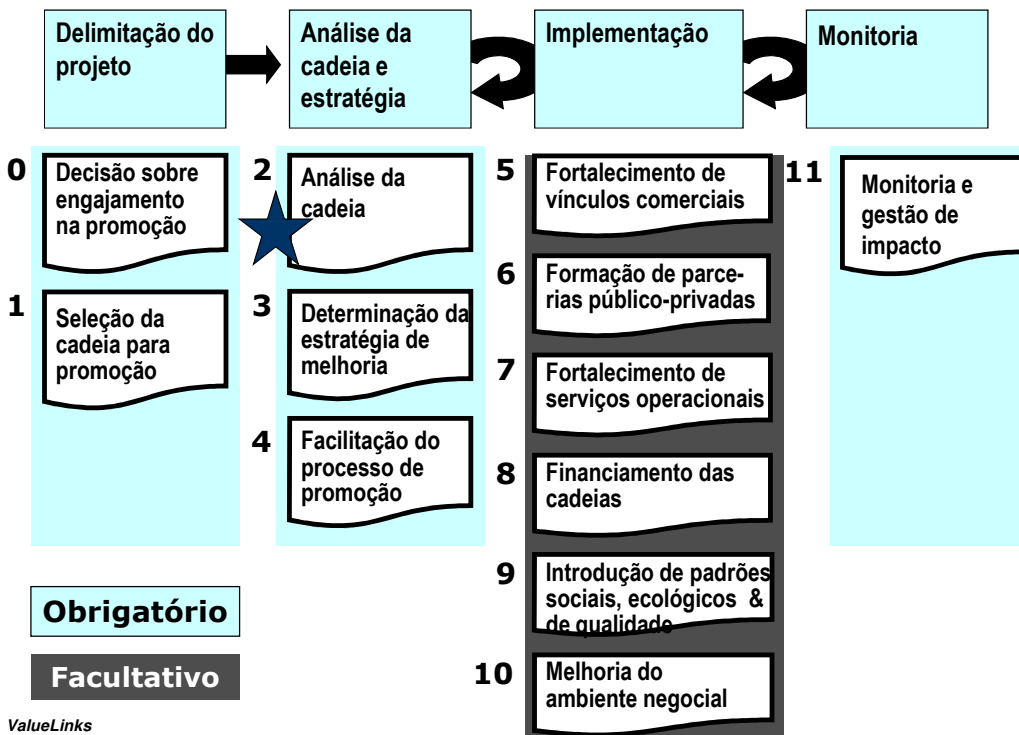 Delimitação do
projeto
Análise da
cadeia e
estratégia
Implementação
Monitoria
0
Decisão sobre
engajamento
na promoção
1
Seleção da
cadeia para
promoção
2
Análise da
cadeia
3
Determinação da
estratégia de
melhoria
4
Facilitação do
processo de
promoção
5
Fortalecimento de
vínculos comerciais
6
Formação de parce-
rias público-privadas
7
Fortalecimento de
serviços operacionais
8
Financiamento das
cadeias
9
Introdução de padrões
sociais, ecológicos &
de qualidade
10
Melhoria do
ambiente negocial
11
Monitoria e
gestão de
impacto
Obrigatório
Facultativo
ValueLinks